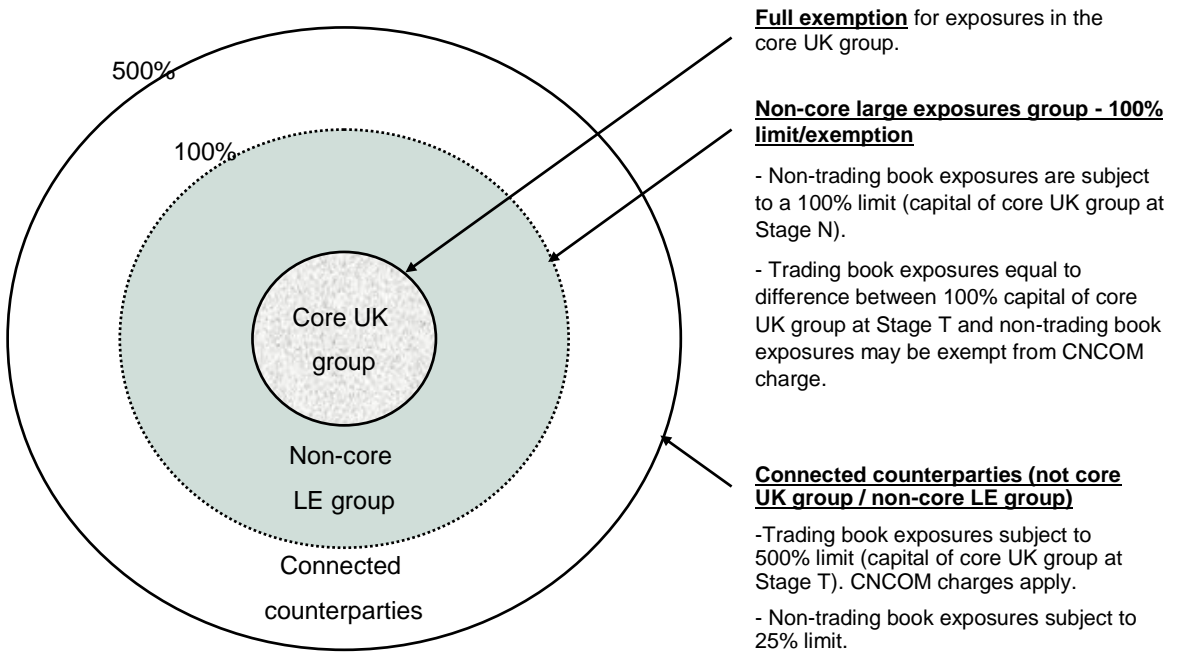 500%
100%
Core UK
group
Non-core
LE group
Connected
counterparties
Full exemption for exposures in the
core UK group.
Non-core large exposures group - 100%
limit/exemption
- Non-trading book exposures are subject
to a 100% limit (capital of core UK group at
Stage N).
- Trading book exposures equal to
difference between 100% capital of core
UK group at Stage T and non-trading book
exposures may be exempt from CNCOM
charge.
Connected counterparties (not core
UK group / non-core LE group)
-Trading book exposures subject to
500% limit (capital of core UK group at
Stage T). CNCOM charges apply.
- Non-trading book exposures subject to
25% limit.